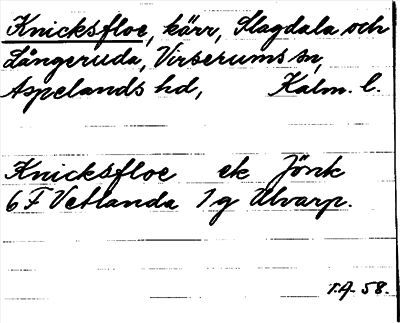 Knicksfloe, kärr, Slagdala och
Långeruda, Virserums sn,
Aspelands hd, Kalm. l.
Knicksfloe ek Jönk
6 F Vetlanda 1 g Alvarp.
T.A. 58.